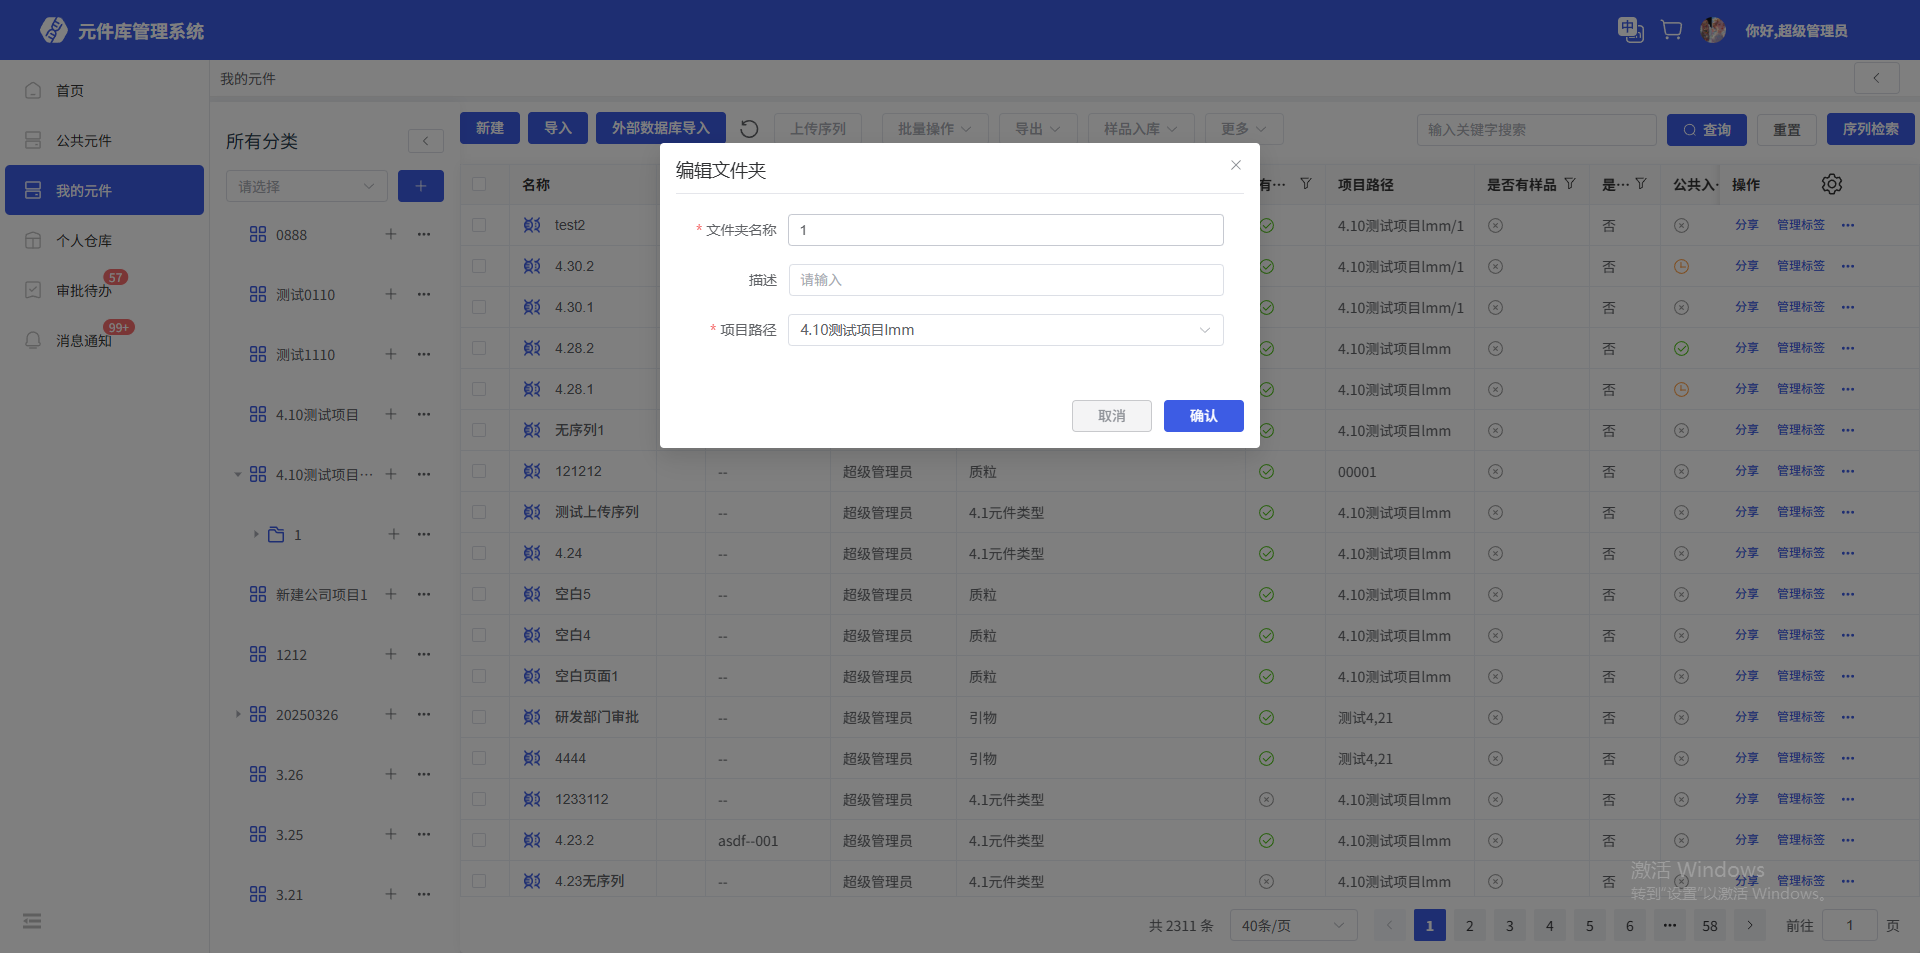 元件库管理系统
中
你好,超级管理员
首页
公共元件
我的元件
个人仓库
审批待办
57
消息通知
99+
我的元件
所有分类
请选择
0888
测试0110
测试1110
4.10测试项目
4.10测试项目···
1
新建公司项目1
1212
20250326
3.26
3.25
3.21
新建 导入 外部数据库导入 上传序列 批量操作 导出 样品入库 更多 输入关键字搜索 查询 重置 序列检索
名称 有··· 项目路径 是否有样品 是··· 公共入· 操作
test2 4.10测试项目lmm/1 否 分享 管理标签
4.30.2 4.10测试项目lmm/1 否 分享 管理标签
4.30.1 4.10测试项目lmm/1 否 分享 管理标签
4.28.2 4.10测试项目lmm 否 分享 管理标签
4.28.1 4.10测试项目lmm 否 分享 管理标签
无序列1 4.10测试项目lmm 否 分享 管理标签
121212 -- 超级管理员 质粒 00001 否 分享 管理标签
测试上传序列 -- 超级管理员 4.1元件类型 4.10测试项目lmm 否 分享 管理标签
4.24 -- 超级管理员 4.1元件类型 4.10测试项目lmm 否 分享 管理标签
空白5 -- 超级管理员 质粒 4.10测试项目lmm 否 分享 管理标签
空白4 -- 超级管理员 质粒 4.10测试项目lmm 否 分享 管理标签
空白页面1 -- 超级管理员 质粒 4.10测试项目lmm 否 分享 管理标签
研发部门审批 -- 超级管理员 引物 测试4,21 否 分享 管理标签
4444 -- 超级管理员 引物 测试4,21 否 分享 管理标签
1233112 -- 超级管理员 4.1元件类型 4.10测试项目lmm 否 分享 管理标签
4.23.2 asdf--001 超级管理员 4.1元件类型 4.10测试项目lmm 否 分享 管理标签
4.23无序列 -- 超级管理员 4.1元件类型 4.10测试项目lmm 否 分享 管理标签
编辑文件夹
* 文件夹名称 1
描述 请输入
* 项目路径 4.10测试项目lmm
取消 确认
激活 Windows
转到"设置"以激活 Windows。
共 2311 条 40条/页 1 2 3 4 5 6 ··· 58 前往 1 页